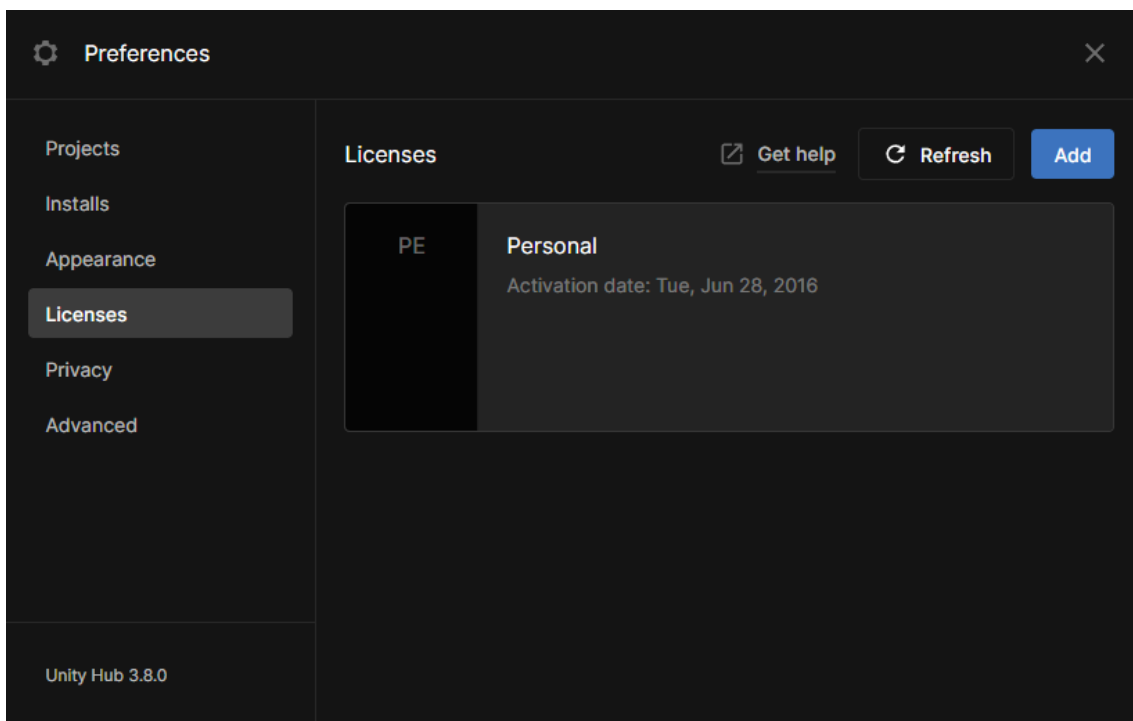 Preferences
Projects
Installs
Appearance
Licenses
Privacy
Advanced
Unity Hub 3.8.0
Licenses
Get help
Refresh
Add
PE
Personal
Activation date: Tue, Jun 28, 2016